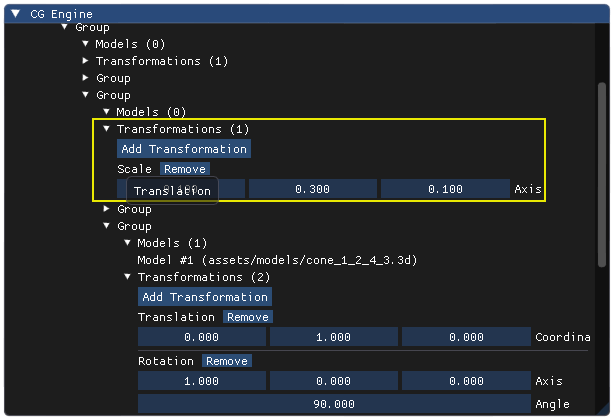 CG Engine
Group
Models (0)
Transformations (1)
Group
Group
Models (0)
Transformations (1)
Add Transformation
Scale Remove
0.100 0.300 0.100 Axis
Translation
Group
Group
Models (1)
Model #1 (assets/models/cone_1_2_4_3.3d)
Transformations (2)
Add Transformation
Translation Remove
0.000 1.000 0.000 Coordina
Rotation Remove
1.000 0.000 0.000 Axis
90.000 Angle